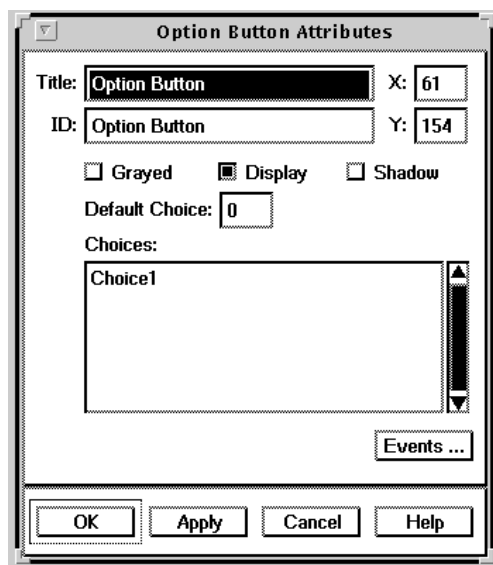 Option Button Attributes
Title: Option Button X: 61
ID: Option Button Y: 154
Grayed Display Shadow
Default Choice: 0
Choices:
Choice1
Events ...
OK Apply Cancel Help